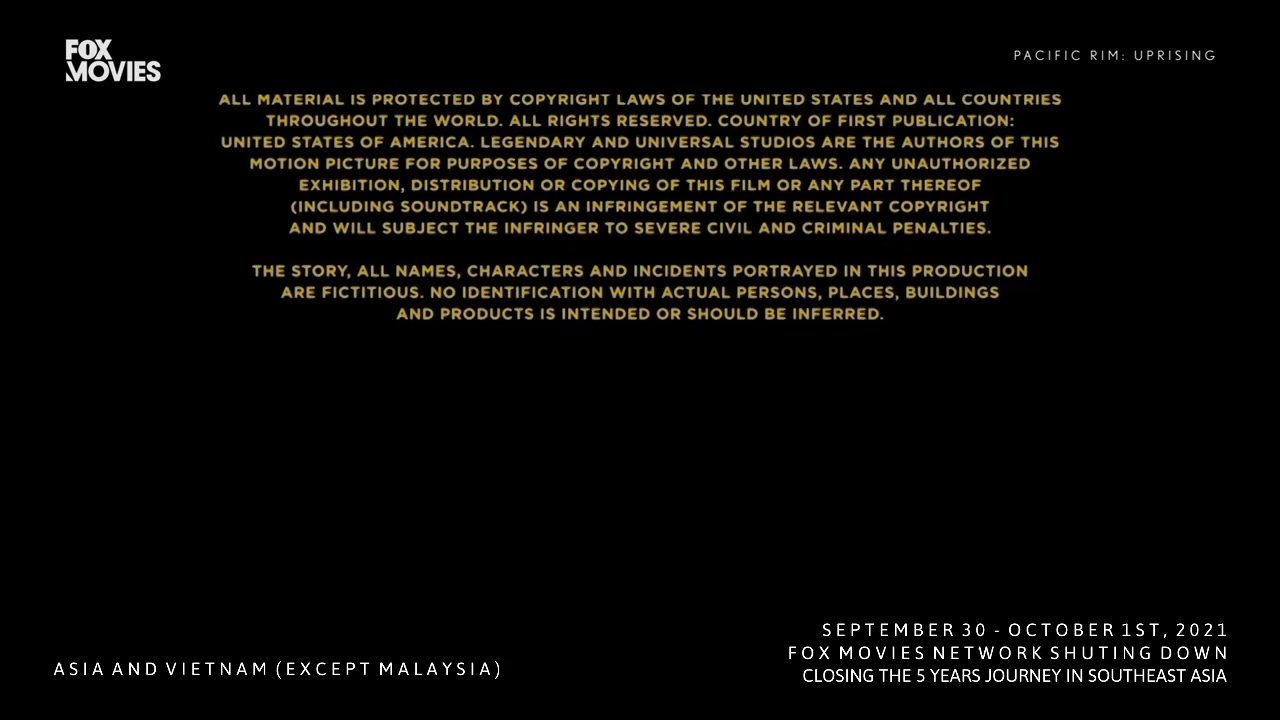 FOX
MOVIES
PACIFIC RIM: UPRISING
ALL MATERIAL IS PROTECTED BY COPYRIGHT LAWS OF THE UNITED STATES AND ALL COUNTRIES
THROUGHOUT THE WORLD. ALL RIGHTS RESERVED. COUNTRY OF FIRST PUBLICATION:
UNITED STATES OF AMERICA. LEGENDARY AND UNIVERSAL STUDIOS ARE THE AUTHORS OF THIS
MOTION PICTURE FOR PURPOSES OF COPYRIGHT AND OTHER LAWS. ANY UNAUTHORIZED
EXHIBITION, DISTRIBUTION OR COPYING OF THIS FILM OR ANY PART THEREOF
(INCLUDING SOUNDTRACK) IS AN INFRINGEMENT OF THE RELEVANT COPYRIGHT
AND WILL SUBJECT THE INFRINGER TO SEVERE CIVIL AND CRIMINAL PENALTIES.
THE STORY, ALL NAMES, CHARACTERS AND INCIDENTS PORTRAYED IN THIS PRODUCTION
ARE FICTITIOUS. NO IDENTIFICATION WITH ACTUAL PERSONS, PLACES, BUILDINGS
AND PRODUCTS IS INTENDED OR SHOULD BE INFERRED.
SEPTEMBER 30 - OCTOBER 1ST, 2021
FOX MOVIES NETWORK SHUTING DOWN
CLOSING THE 5 YEARS JOURNEY IN SOUTHEAST ASIA
ASIA AND VIETNAM (EXCEPT MALAYSIA)